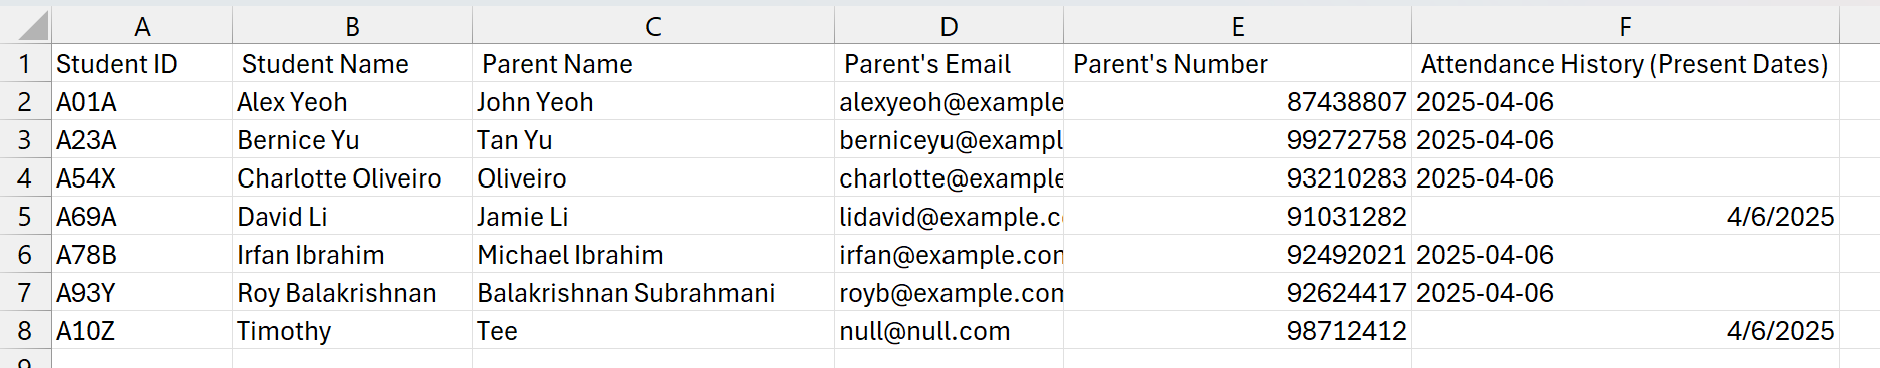 A B C D E F
1 Student ID Student Name Parent Name Parent's Email Parent's Number Attendance History (Present Dates)
2 A01A Alex Yeoh John Yeoh alexyeoh@example 87438807 2025-04-06
3 A23A Bernice Yu Tan Yu berniceyu@exampl 99272758 2025-04-06
4 A54X Charlotte Oliveiro Oliveiro charlotte@example 93210283 2025-04-06
5 A69A David Li Jamie Li lidavid@example.c 91031282 4/6/2025
6 A78B Irfan Ibrahim Michael Ibrahim irfan@example.con 92492021 2025-04-06
7 A93Y Roy Balakrishnan Balakrishnan Subrahmani royb@example.com 92624417 2025-04-06
8 A10Z Timothy Tee null@null.com 98712412 4/6/2025
9